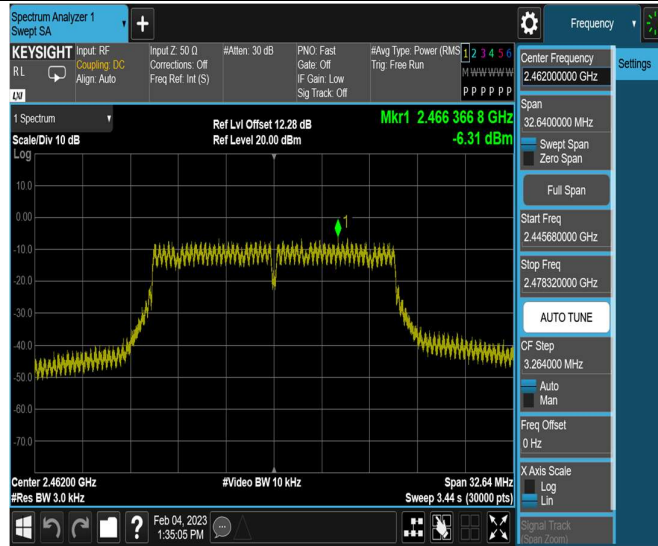 Spectrum Analyzer 1
Swept SA
Frequency
KEYSIGHT
RL
LXI
Input: RF
Coupling: DC
Align: Auto
Input Z: 50 Ω
Corrections: Off
Freq Ref: Int (S)
#Atten: 30 dB
PNO: Fast
Gate: Off
IF Gain: Low
Sig Track: Off
#Avg Type: Power (RMS
Trig: Free Run
1 2 3 4 5 6
M W W W W W
P P P P P P
1 Spectrum
Scale/Div 10 dB
Ref Lvl Offset 12.28 dB
Ref Level 20.00 dBm
Mkr1 2.466 366 8 GHz
-6.31 dBm
Log
10.0
0.00
-10.0
-20.0
-30.0
-40.0
-50.0
-60.0
-70.0
1
Center 2.46200 GHz
#Res BW 3.0 kHz
#Video BW 10 kHz
Span 32.64 MHz
Sweep 3.44 s (30000 pts)
Feb 04, 2023
1:35:05 PM
Center Frequency
2.462000000 GHz
Span
32.6400000 MHz
Swept Span
Zero Span
Full Span
Start Freq
2.445680000 GHz
Stop Freq
2.478320000 GHz
AUTO TUNE
CF Step
3.264000 MHz
Auto
Man
Freq Offset
0 Hz
X Axis Scale
Log
Lin
Signal Track
(Span Zoom)
Settings